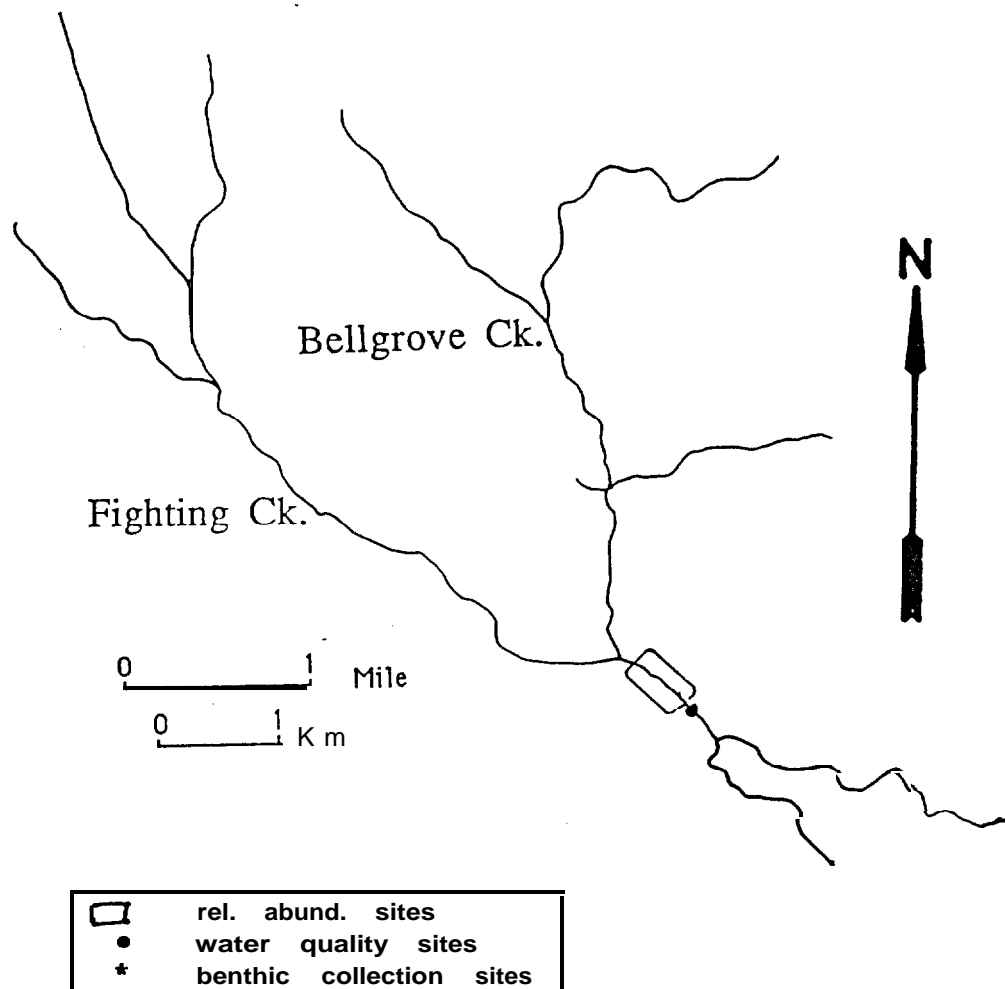 N
Bellgrove Ck.
Fighting Ck.
0 1 Mile
0 1 Km
rel. abund. sites
water quality sites
* benthic collection sites